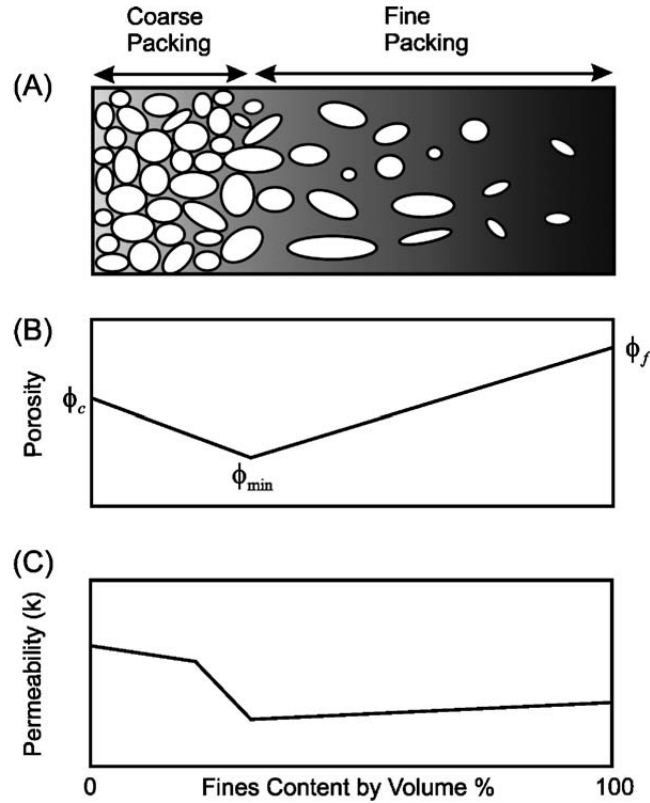 Coarse
Packing
Fine
Packing
(A)
(B)
Porosity
ϕc
ϕmin
ϕf
(C)
Permeability (k)
0
Fines Content by Volume %
100